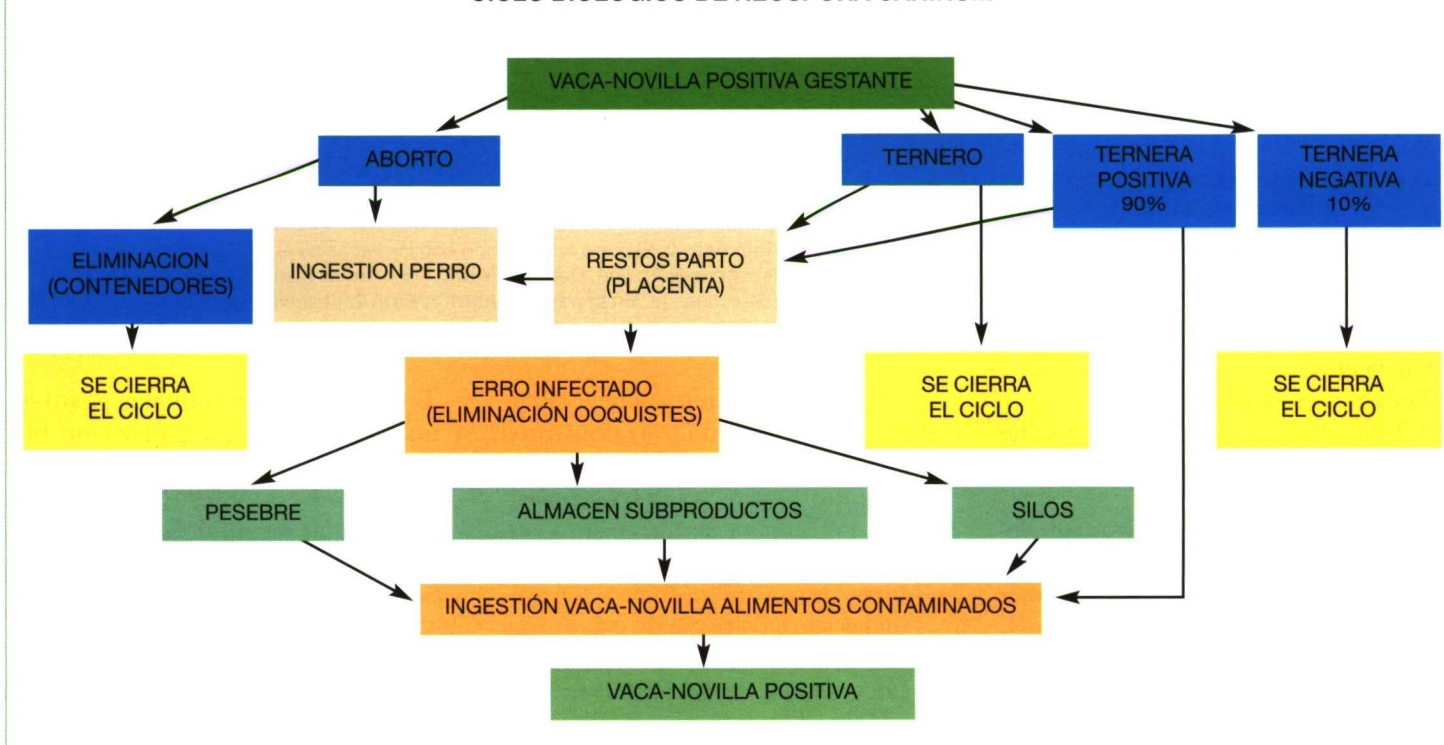 VACA-NOVILLA POSITIVA GESTANTE
ABORTO
TERNERO
TERNERA
POSITIVA
90%
TERNERA
NEGATIVA
10%
ELIMINACION
(CONTENEDORES)
INGESTION PERRO
RESTOS PARTO
(PLACENTA)
SE CIERRA
EL CICLO
ERRO INFECTADO
(ELIMINACIÓN OOQUISTES)
SE CIERRA
EL CICLO
SE CIERRA
EL CICLO
PESEBRE
ALMACEN SUBPRODUCTOS
SILOS
INGESTIÓN VACA-NOVILLA ALIMENTOS CONTAMINADOS
VACA-NOVILLA POSITIVA